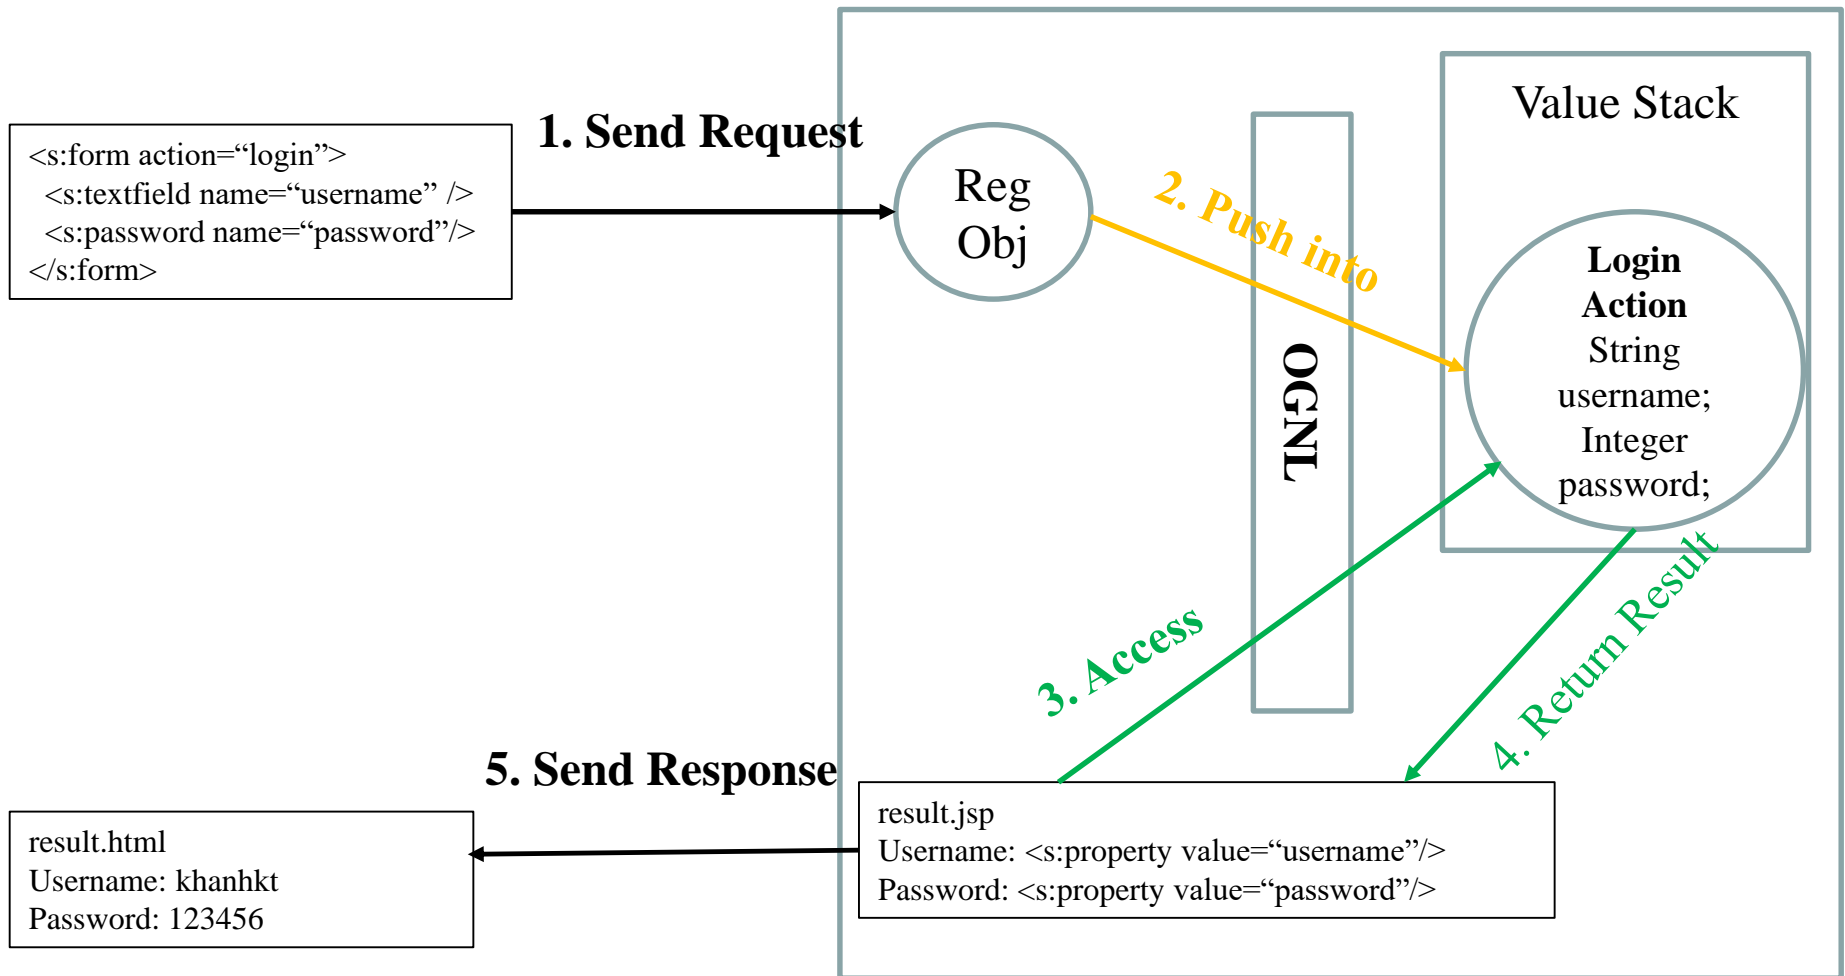 Value Stack
1. Send Request
<s:form action=“login”>
<s:textfield name=“username” />
<s:password name=“password”/>
</s:form>
Reg
Obj
2. Push into
OGNL
Login
Action
String
username;
Integer
password;
3. Access
4. Return Result
5. Send Response
result.jsp
Username: <s:property value=“username”/>
Password: <s:property value=“password”/>
result.html
Username: khanhkt
Password: 123456